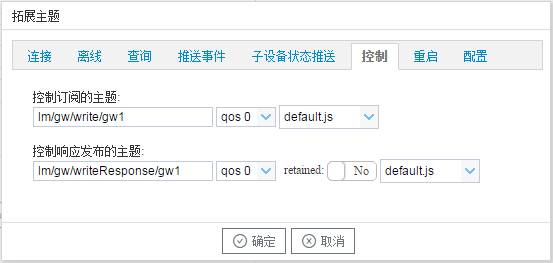 拓展主题
连接 离线 查询 推送事件 子设备状态推送 控制 重启 配置
控制订阅的主题:
lm/gw/write/gw1 qos 0 default.js
控制响应发布的主题:
lm/gw/writeResponse/gw1 qos 0 retained: No default.js
确定 取消